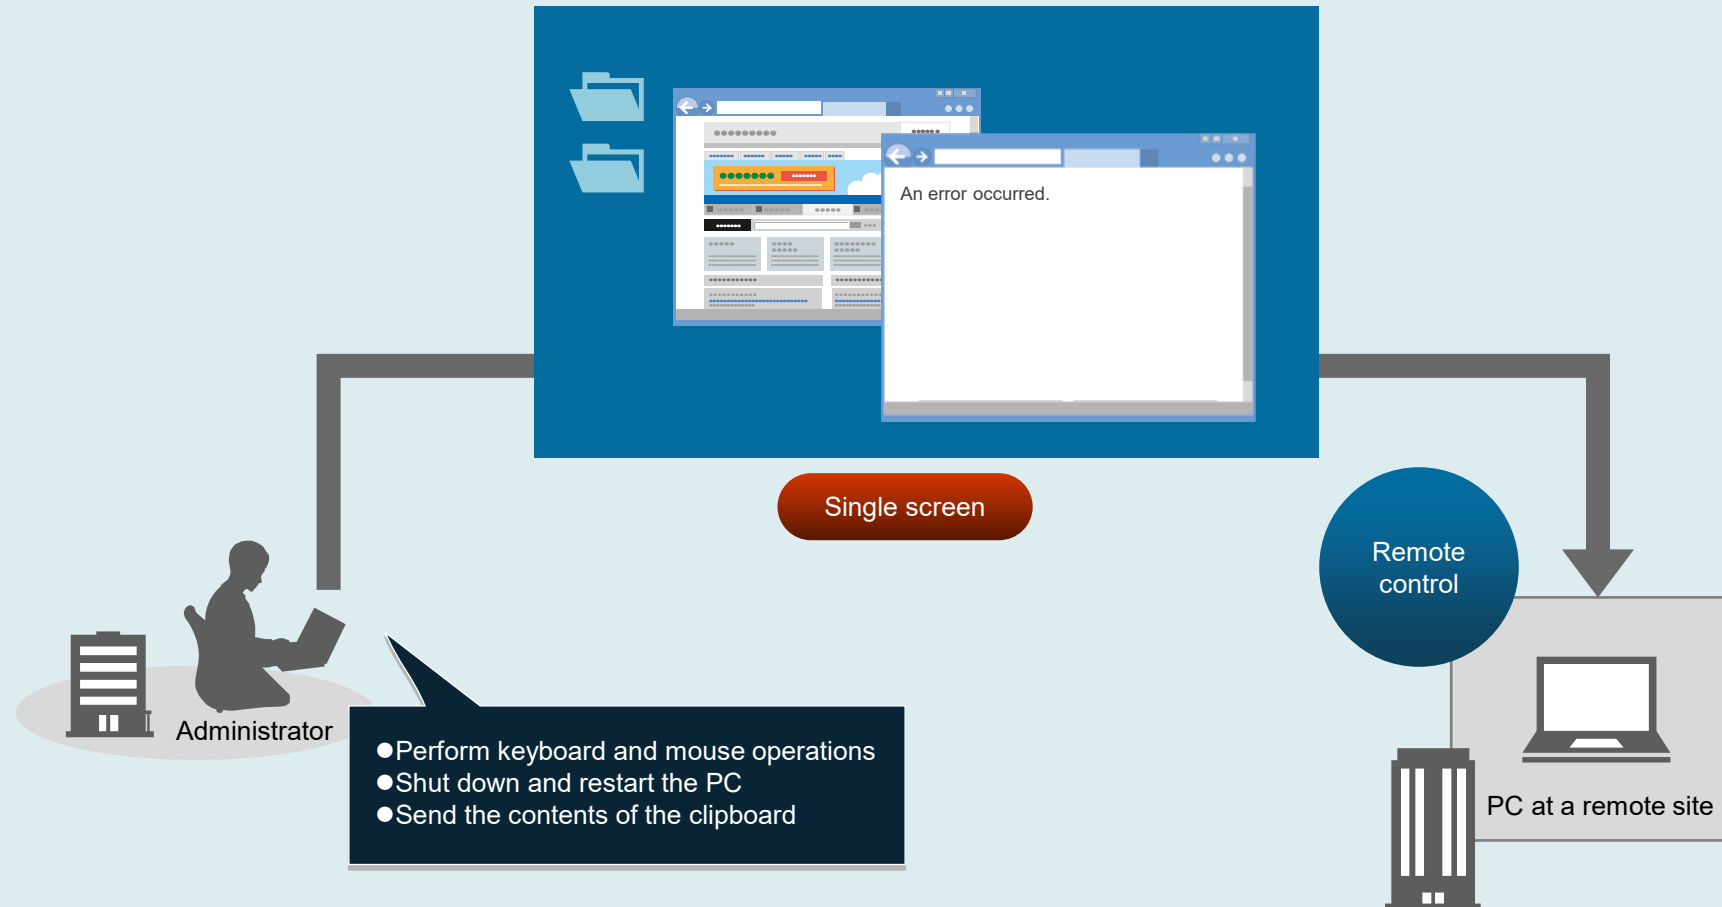 An error occurred.
Single screen
Remote
control
Administrator
●Perform keyboard and mouse operations
●Shut down and restart the PC
●Send the contents of the clipboard
PC at a remote site